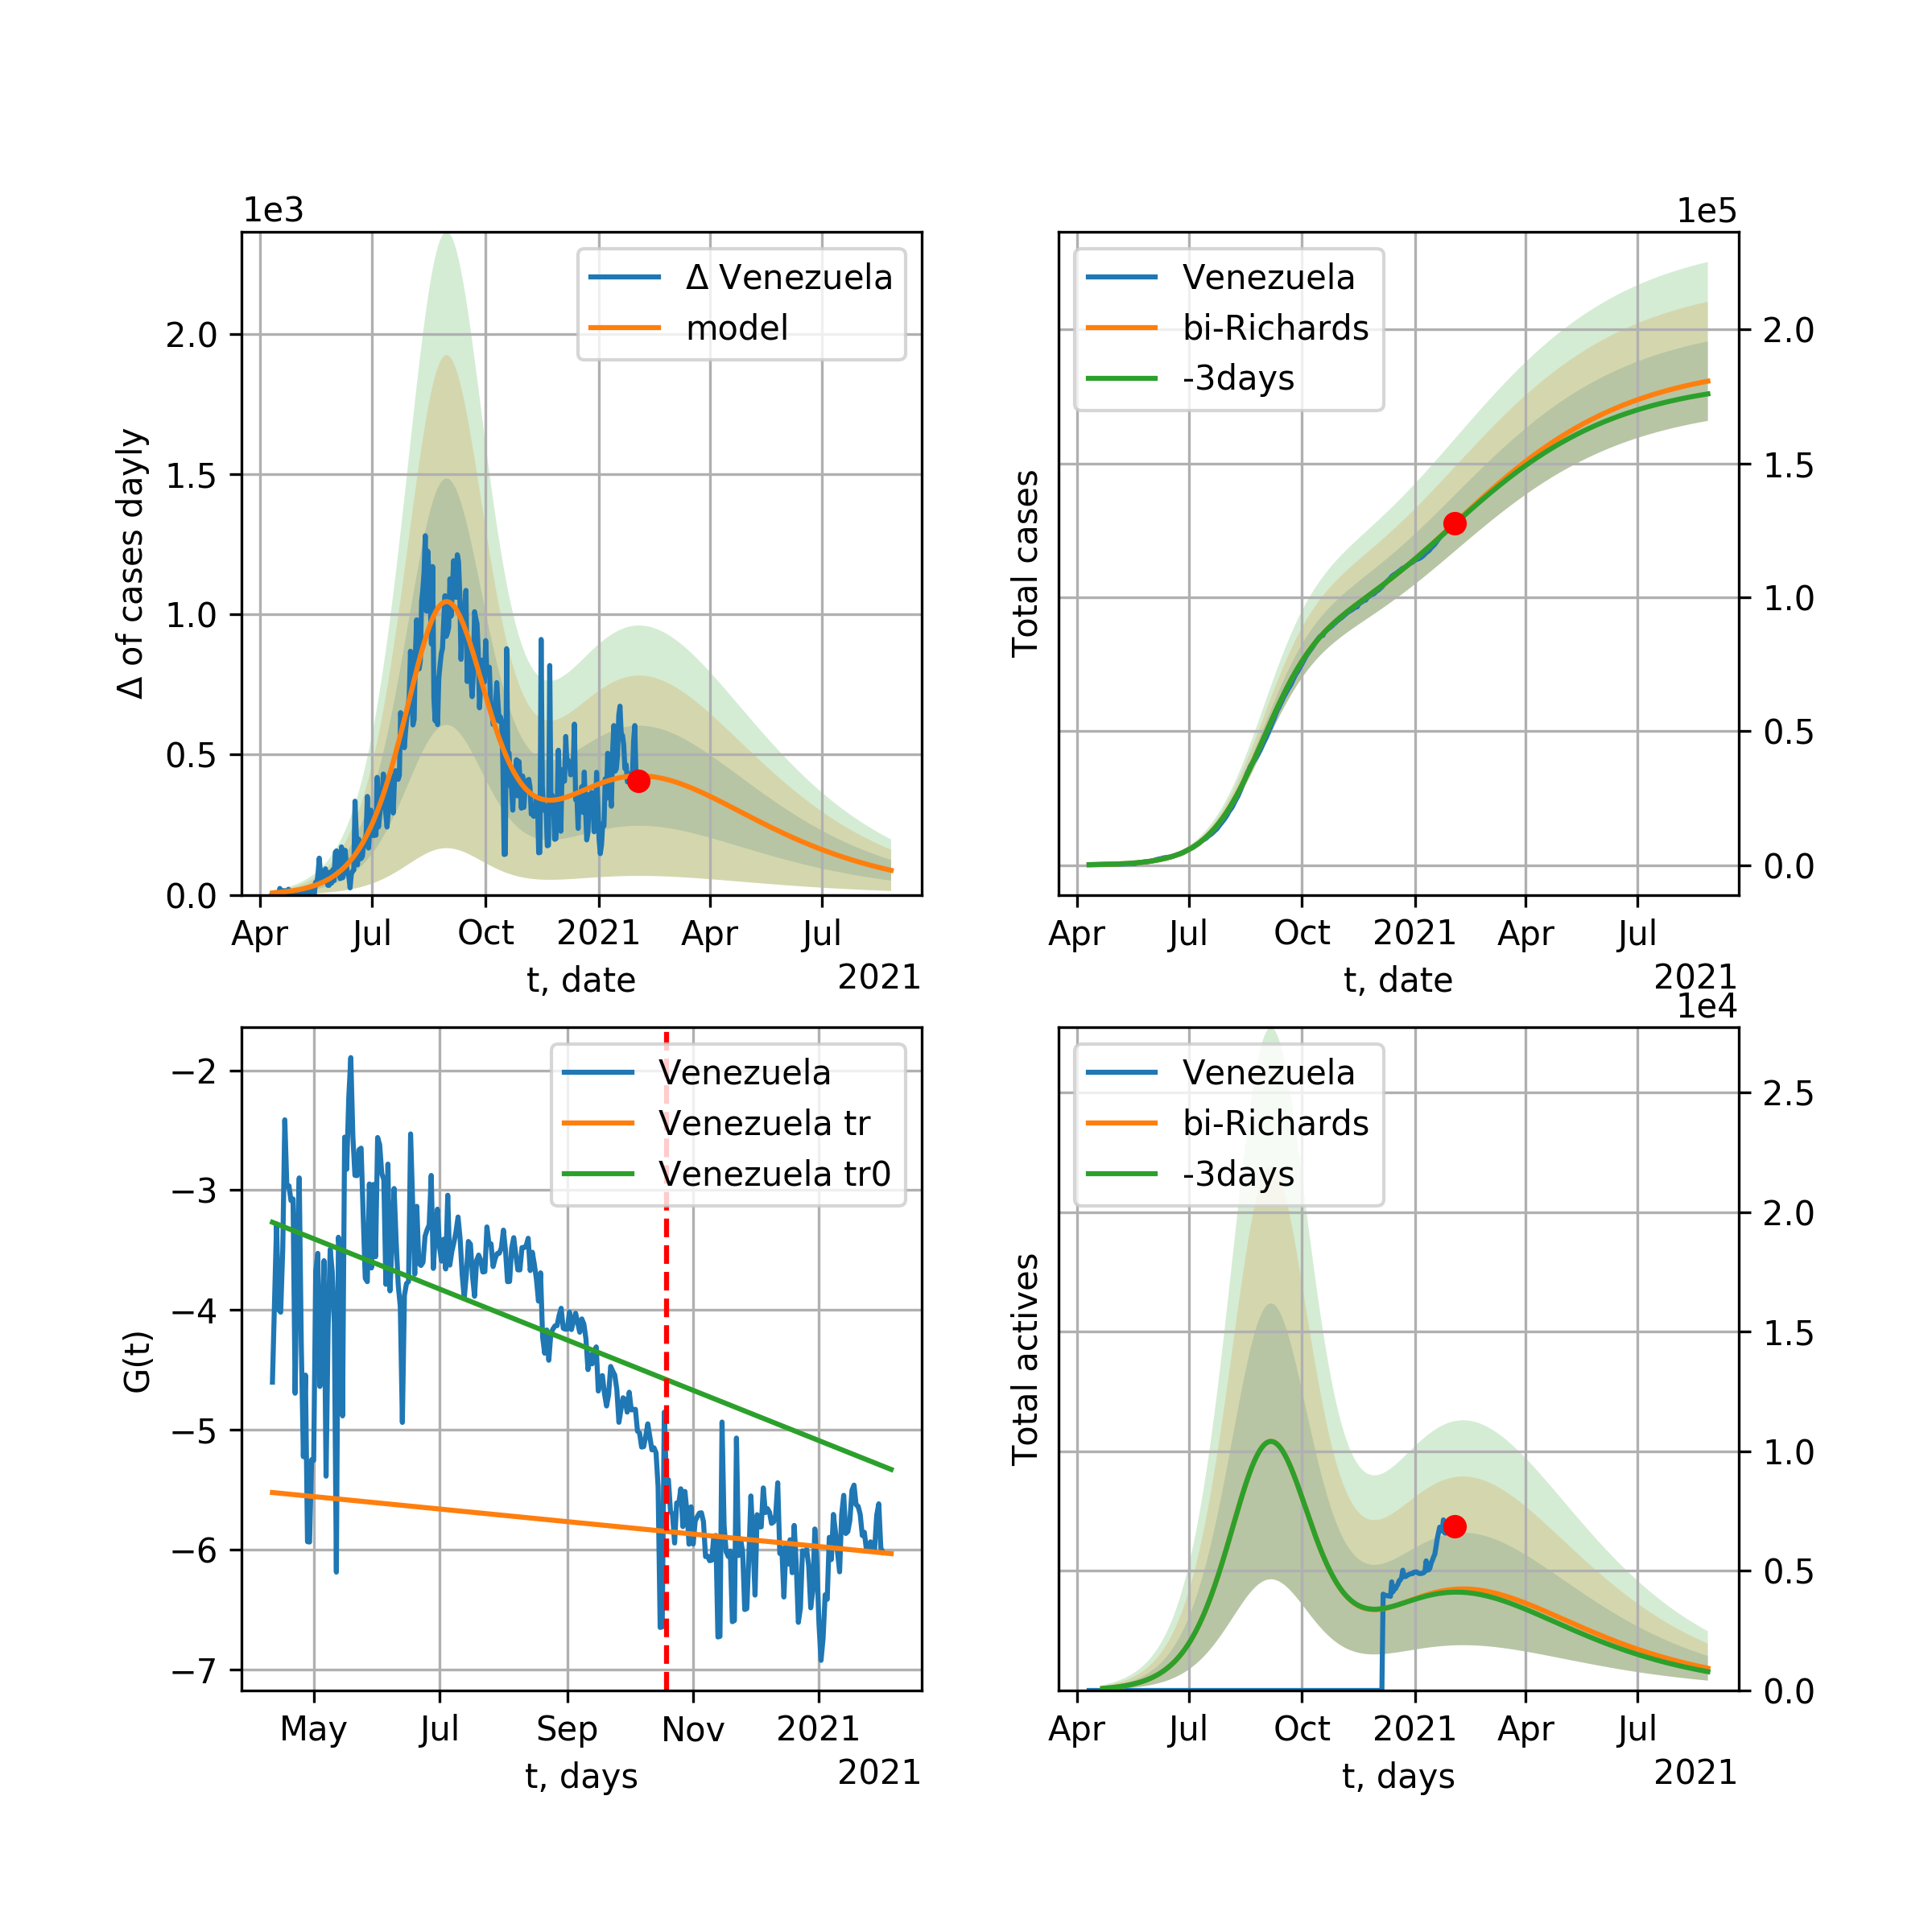 1e3
Δ of cases dayly
2.0
1.5
1.0
0.5
0.0
Δ Venezuela
model
Apr Jul Oct 2021 Apr Jul
t, date
2021
1e5
Total cases
Venezuela
bi-Richards
-3days
2.0
1.5
1.0
0.5
0.0
Apr Jul Oct 2021 Apr Jul
t, date
2021
G(t)
−2
−3
−4
−5
−6
−7
Venezuela
Venezuela tr
Venezuela tr0
May Jul Sep Nov 2021
t, days
2021
1e4
Total actives
Venezuela
bi-Richards
-3days
2.5
2.0
1.5
1.0
0.5
0.0
Apr Jul Oct 2021 Apr Jul
t, days
2021